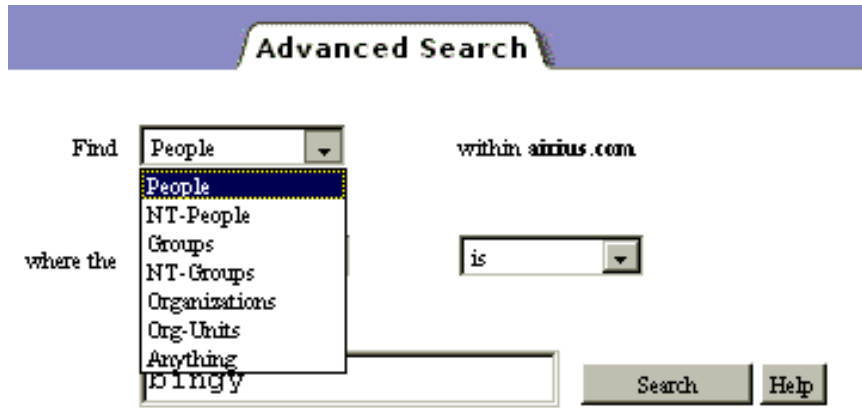 Advanced Search
Find People within airius.com
People
NT-People
Groups
where the is
NT-Groups
Organizations
Org-Units
Anything
bingy
Search Help